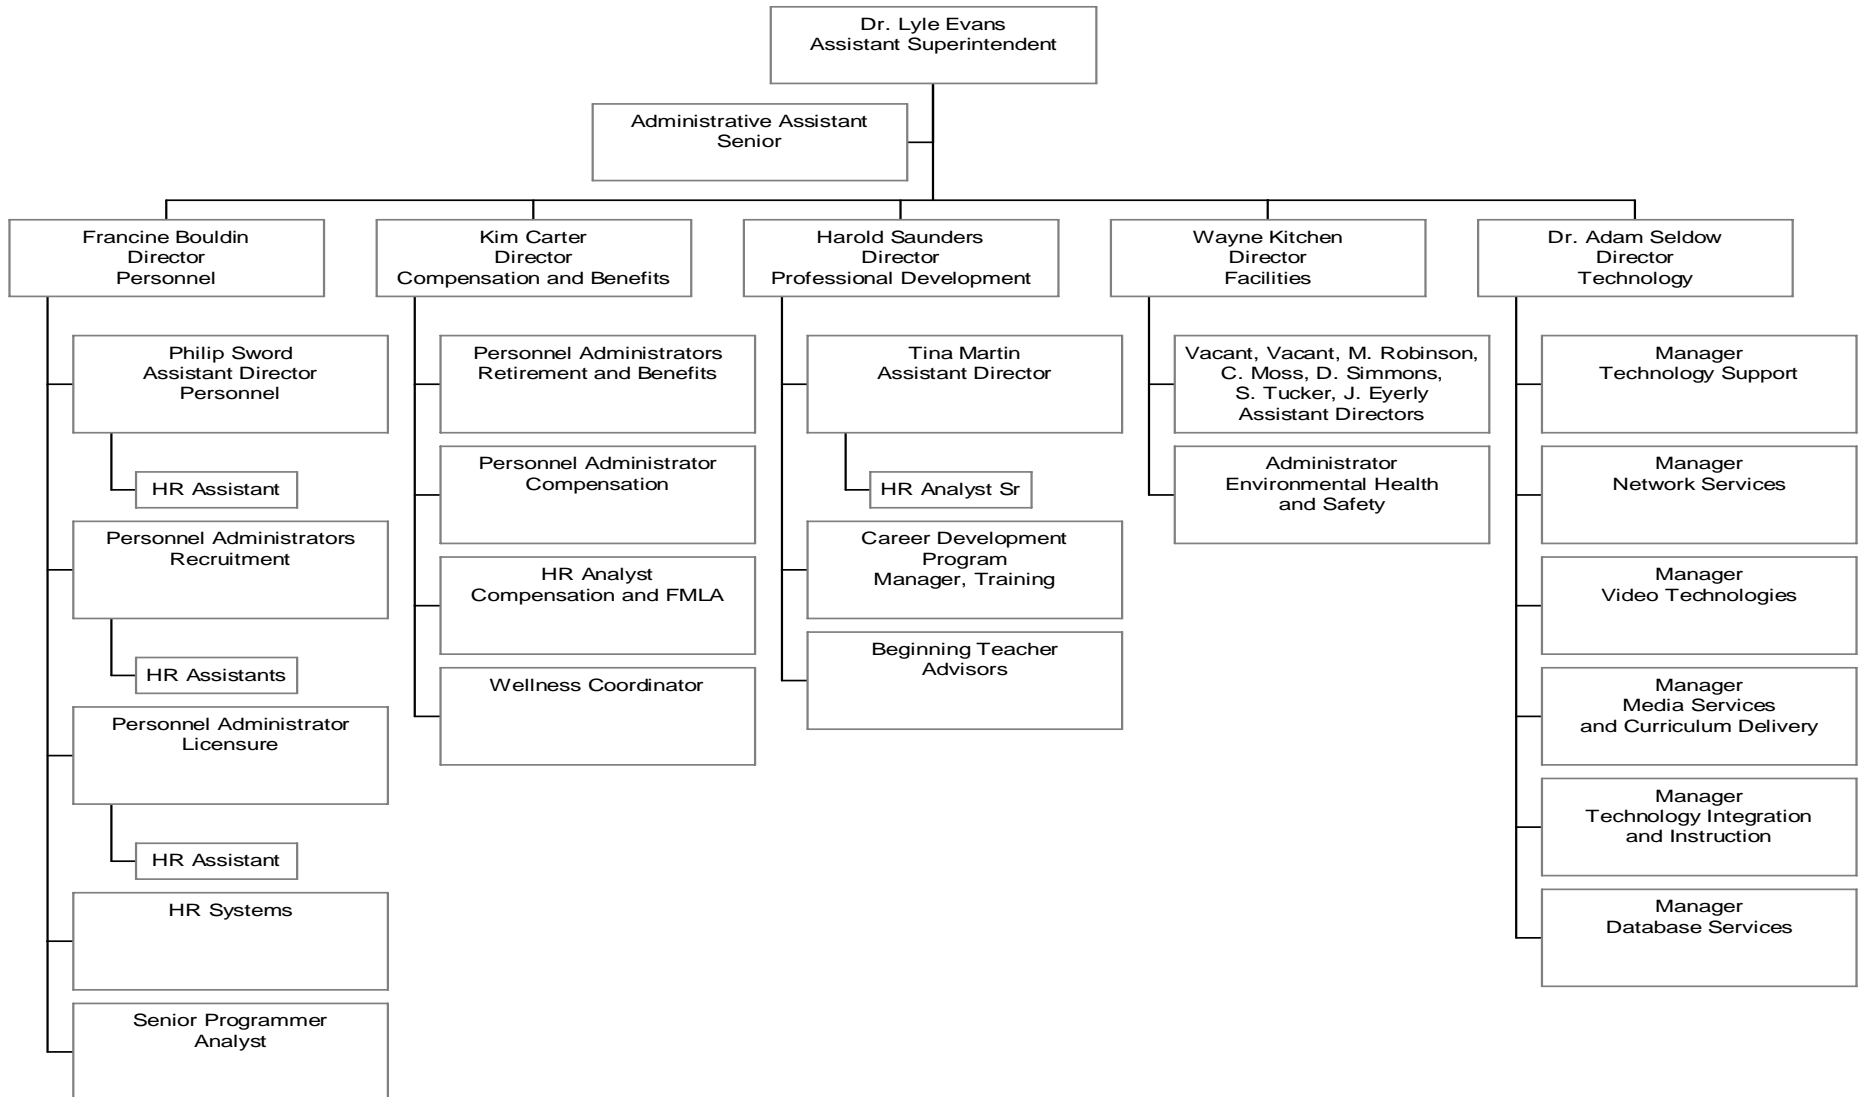 Dr. Lyle Evans
Assistant Superintendent
Administrative Assistant
Senior
Francine Bouldin
Director
Personnel
Philip Sword
Assistant Director
Personnel
HR Assistant
Personnel Administrators
Recruitment
HR Assistants
Personnel Administrator
Licensure
HR Assistant
HR Systems
Senior Programmer
Analyst
Kim Carter
Director
Compensation and Benefits
Personnel Administrators
Retirement and Benefits
Personnel Administrator
Compensation
HR Analyst
Compensation and FMLA
Wellness Coordinator
Harold Saunders
Director
Professional Development
Tina Martin
Assistant Director
HR Analyst Sr
Career Development
Program
Manager, Training
Beginning Teacher
Advisors
Wayne Kitchen
Director
Facilities
Vacant, Vacant, M. Robinson,
C. Moss, D. Simmons,
S. Tucker, J. Eyerly
Assistant Directors
Administrator
Environmental Health
and Safety
Dr. Adam Seldow
Director
Technology
Manager
Technology Support
Manager
Network Services
Manager
Video Technologies
Manager
Media Services
and Curriculum Delivery
Manager
Technology Integration
and Instruction
Manager
Database Services